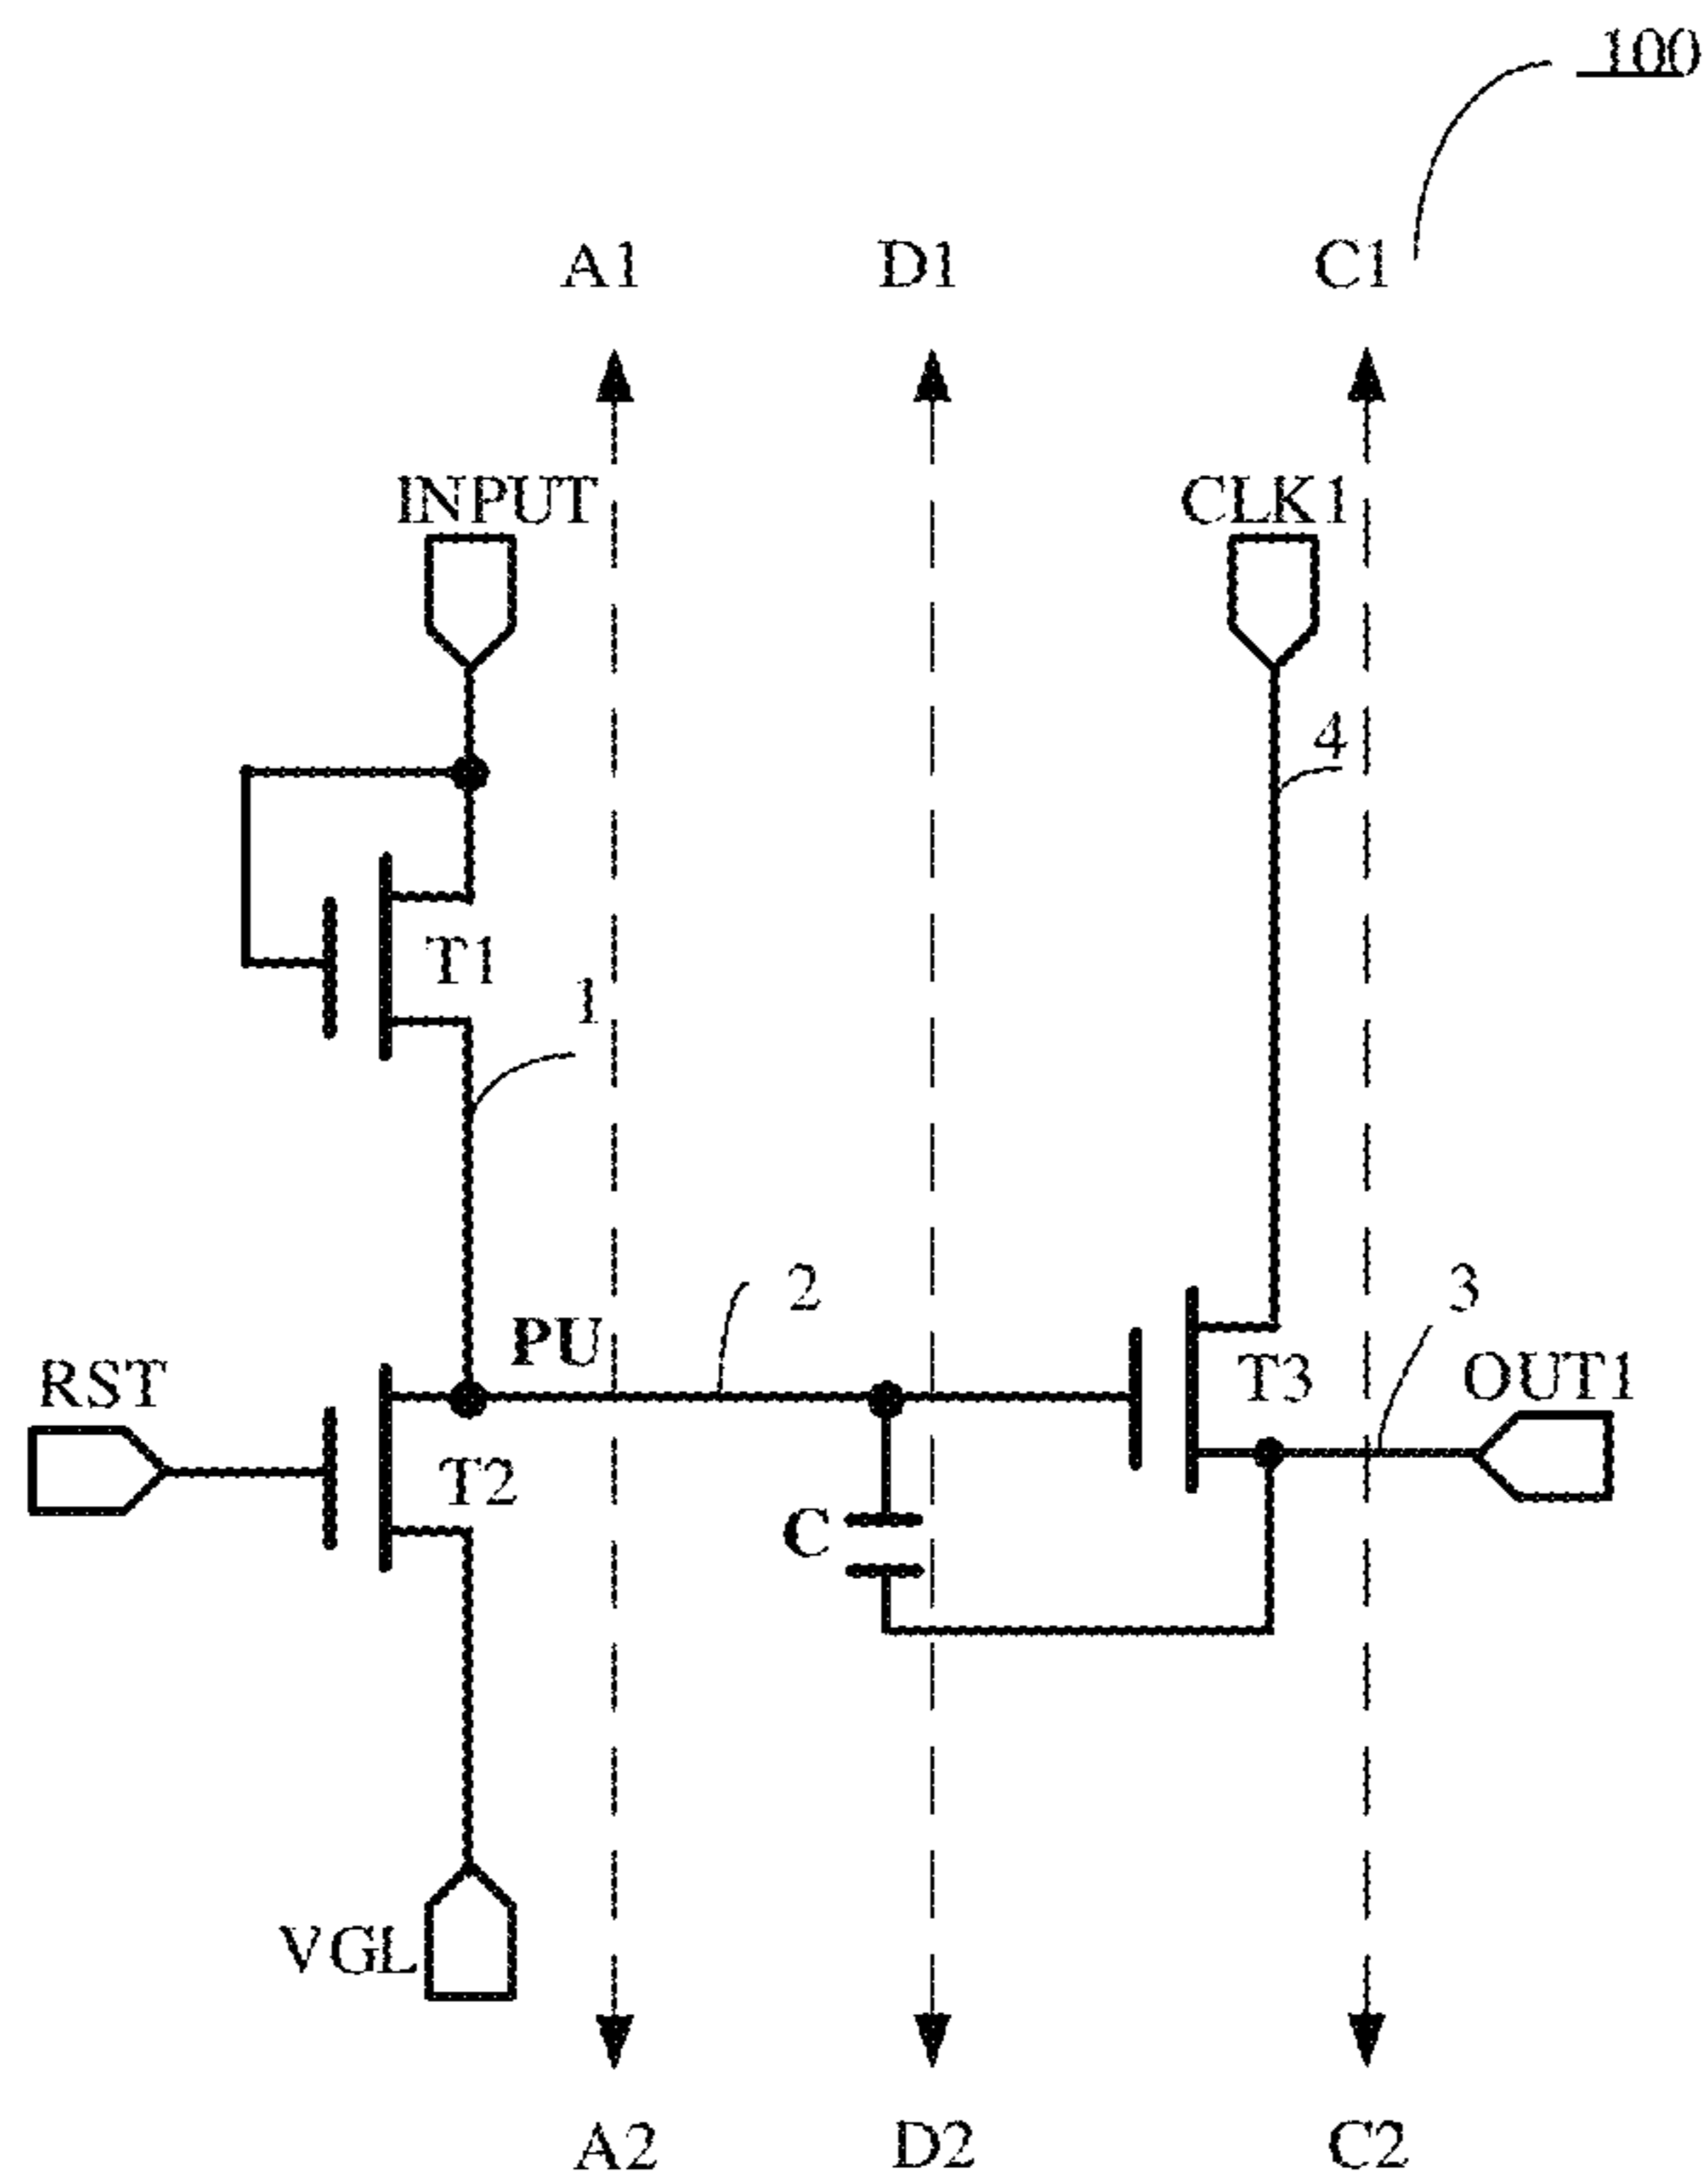 100
A1 D1 C1
INPUT CLK1
4
T1
1
2 3
PU
RST T3 OUT1
T2
C
VGL
A2 D2 C2